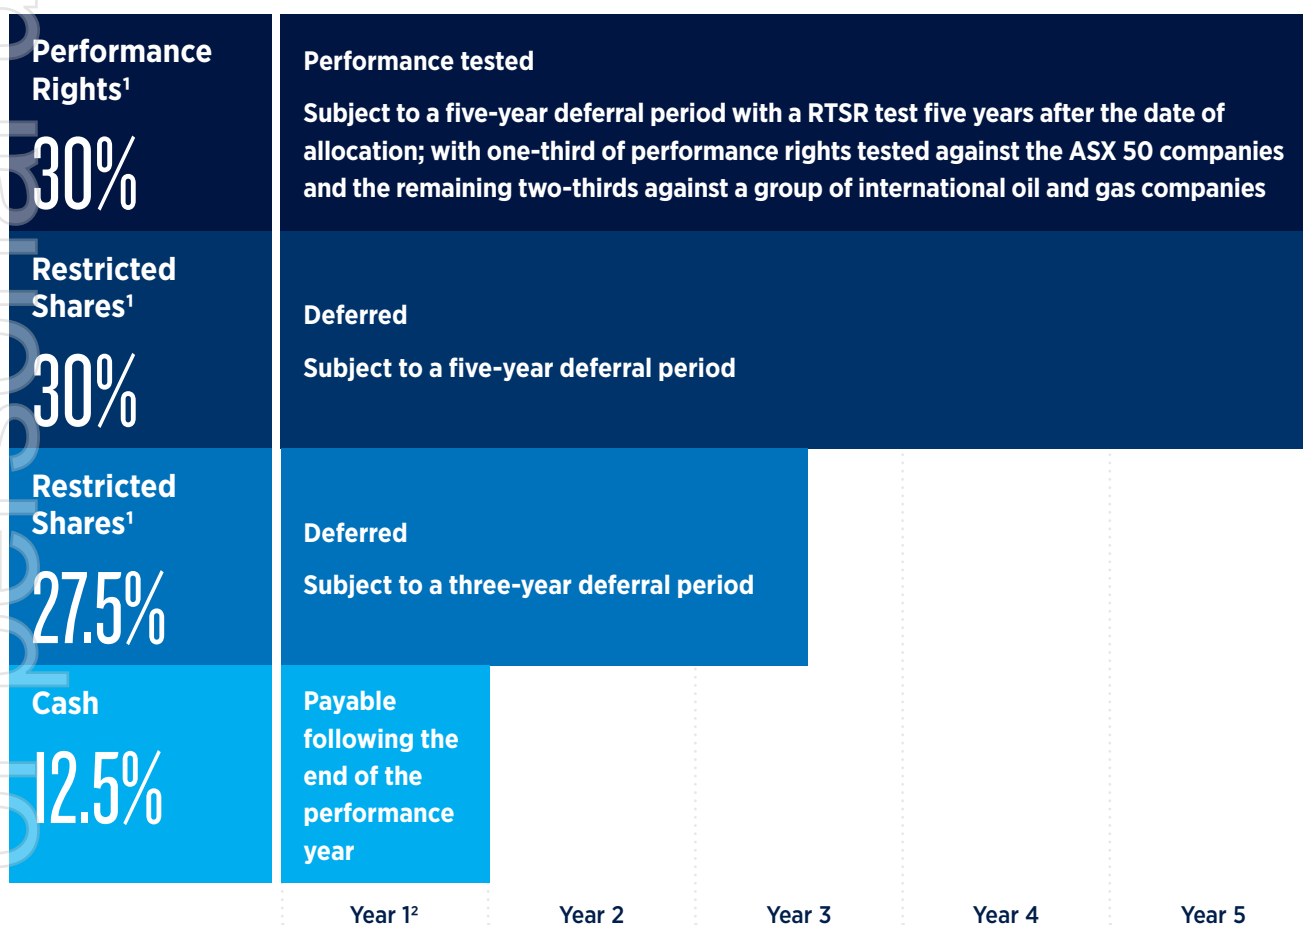 Performance
Rights¹
30%
Performance tested
Subject to a five-year deferral period with a RTSR test five years after the date of
allocation; with one-third of performance rights tested against the ASX 50 companies
and the remaining two-thirds against a group of international oil and gas companies
Restricted
Shares¹
30%
Deferred
Subject to a five-year deferral period
Restricted
Shares¹
27.5%
Deferred
Subject to a three-year deferral period
Cash
12.5%
Payable
following the
end of the
performance
year
Year 1²
Year 2
Year 3
Year 4
Year 5